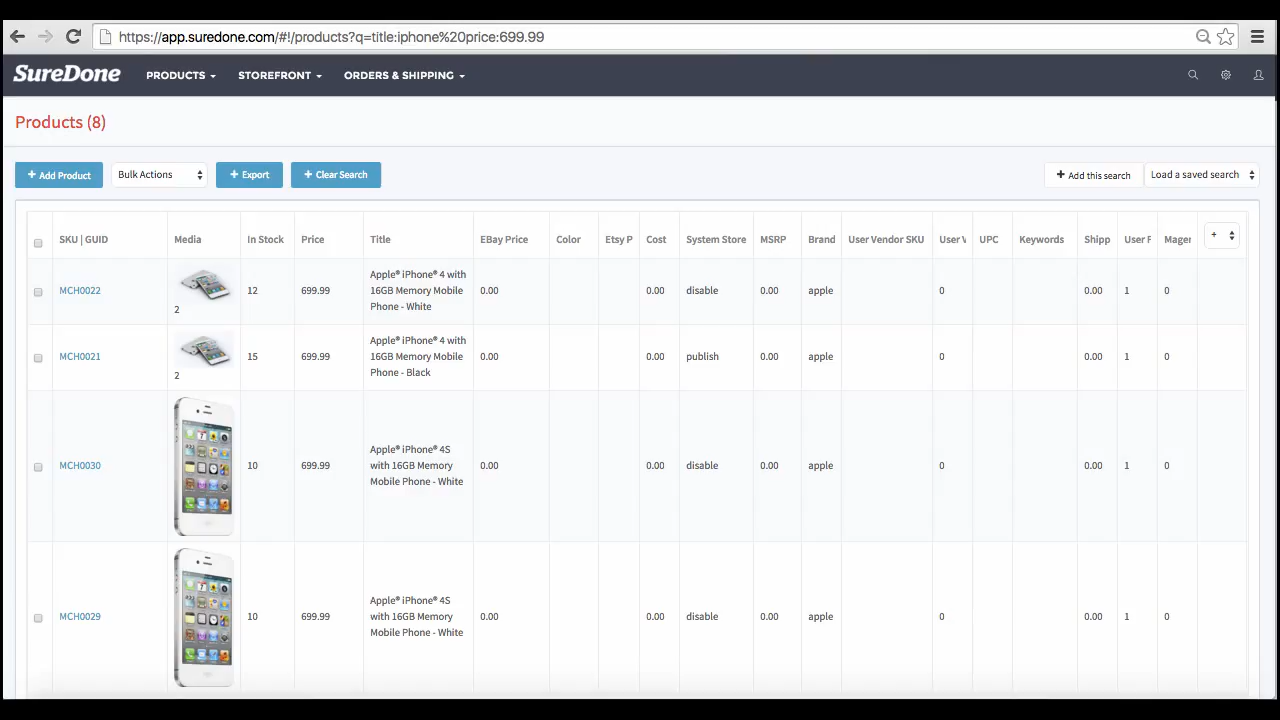 https://app.suredone.com/#!/products?q=title:iphone%20price:699.99
SureDone PRODUCTS STOREFRONT ORDERS & SHIPPING
Products (8)
+ Add Product Bulk Actions + Export + Clear Search + Add this search Load a saved search
SKU | GUID Media In Stock Price Title EBay Price Color Etsy P Cost System Store MSRP Brand User Vendor SKU User V UPC Keywords Shipp User F Mager +
Apple® iPhone® 4 with
MCH0022 12 699.99 16GB Memory Mobile 0.00 0.00 disable 0.00 apple 0 0.00 1 0
Phone - White
2
Apple® iPhone® 4 with
MCH0021 15 699.99 16GB Memory Mobile 0.00 0.00 publish 0.00 apple 0 0.00 1 0
Phone - Black
2
Apple® iPhone® 4S
MCH0030 10 699.99 with 16GB Memory 0.00 0.00 disable 0.00 apple 0 0.00 1 0
Mobile Phone - White
Apple® iPhone® 4S
MCH0029 10 699.99 with 16GB Memory 0.00 0.00 disable 0.00 apple 0 0.00 1 0
Mobile Phone - White